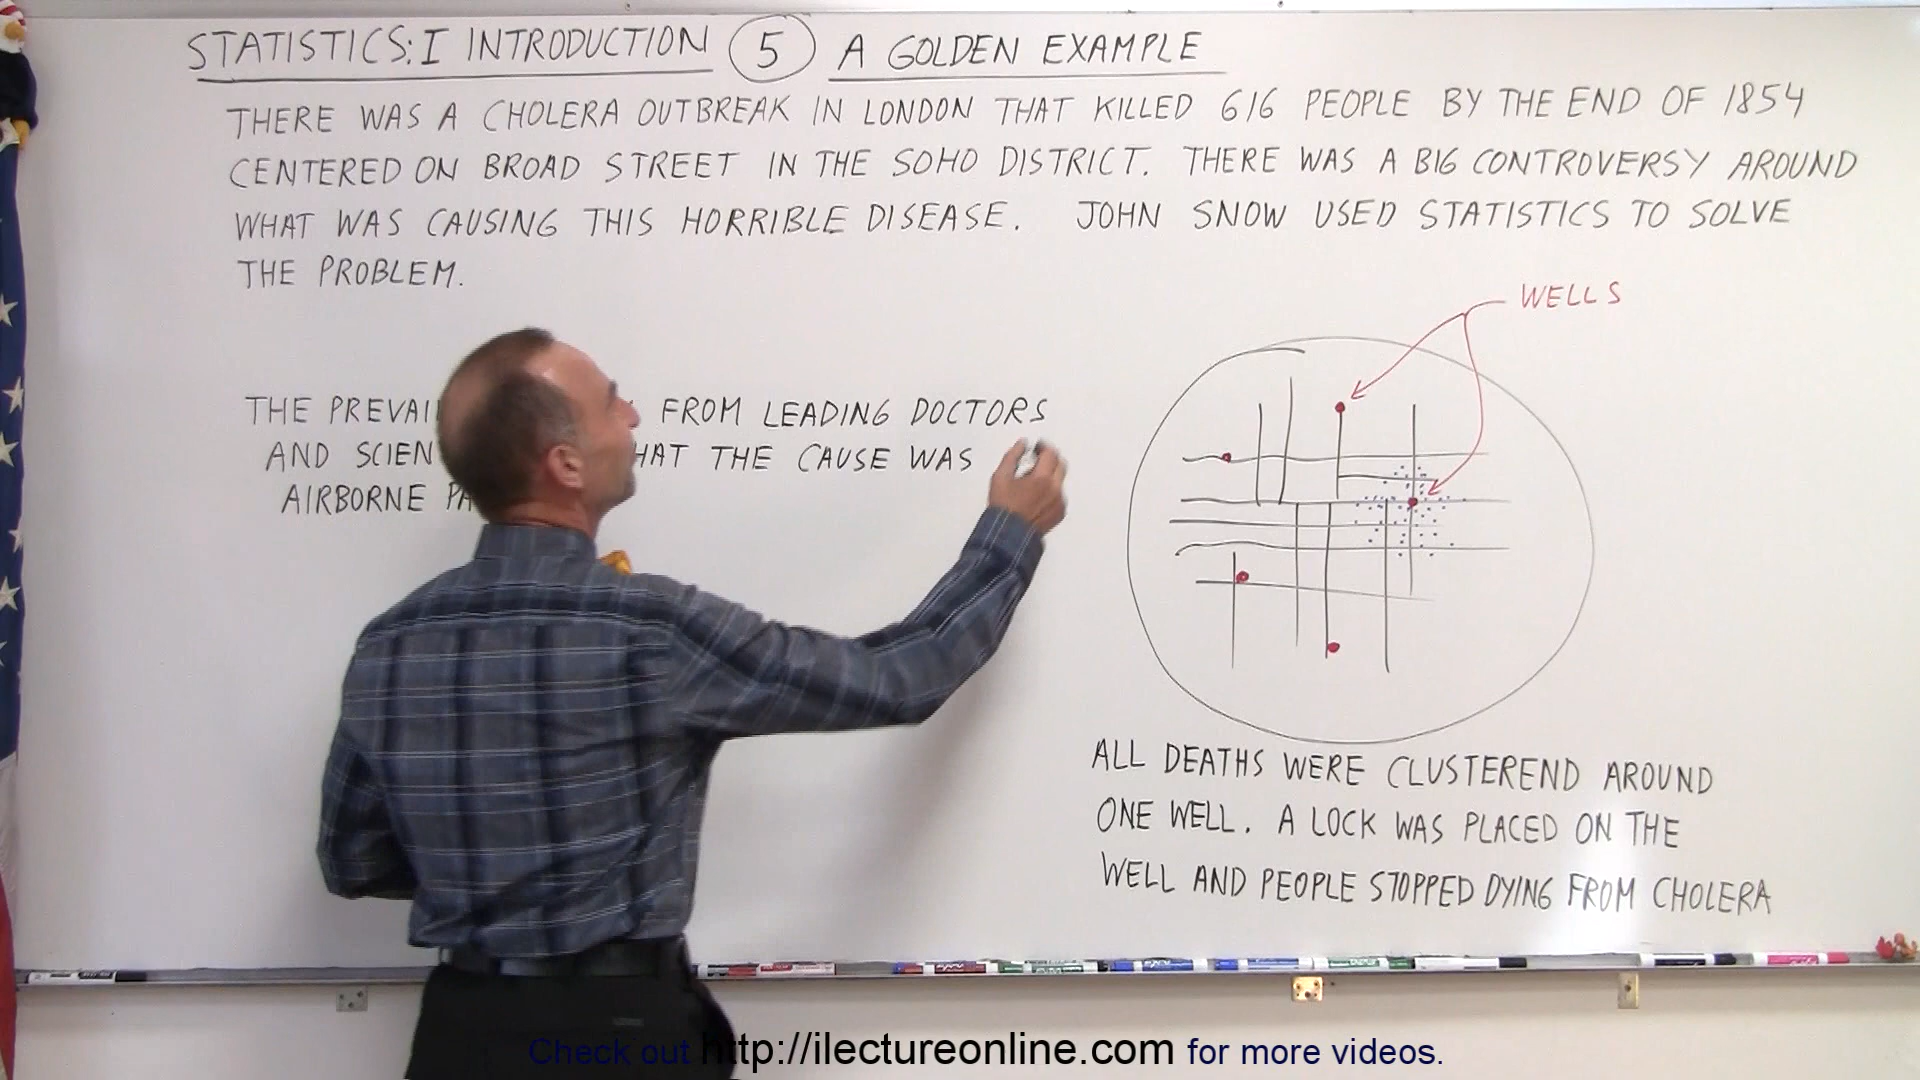 STATISTICS: I INTRODUCTION 5 A GOLDEN EXAMPLE
THERE WAS A CHOLERA OUTBREAK IN LONDON THAT KILLED 616 PEOPLE BY THE END OF 1854
CENTERED ON BROAD STREET IN THE SOHO DISTRICT. THERE WAS A BIG CONTROVERSY AROUND
WHAT WAS CAUSING THIS HORRIBLE DISEASE. JOHN SNOW USED STATISTICS TO SOLVE
THE PROBLEM.
WELLS
THE FROM LEADING DOCTORS
AND THE CAUSE WAS
AIRBORNE
ALL DEATHS WERE CLUSTEREND AROUND
ONE WELL. A LOCK WAS PLACED ON THE
WELL AND PEOPLE STOPPED DYING FROM CHOLERA
Check out http://ilectureonline.com for more videos.